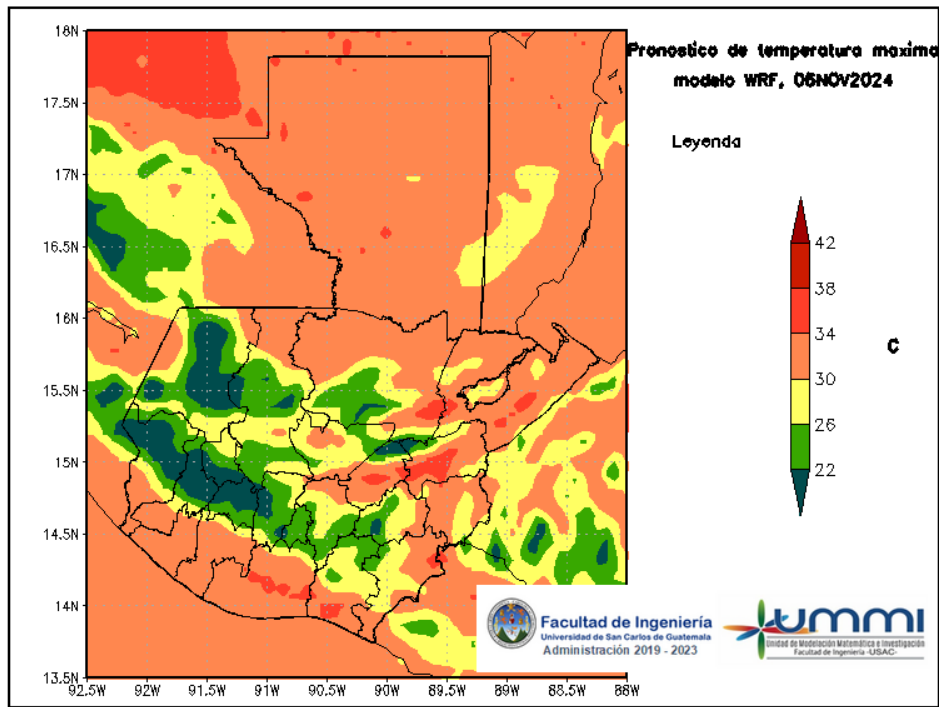 Pronostico de temperatura maxima
modelo WRF, 06NOV2024
Leyenda
42
38
34
30
26
22
C
18N
17.5N
17N
16.5N
16N
15.5N
15N
14.5N
14N
13.5N
92.5W
92W
91.5W
91W
90.5W
90W
89.5W
89W
88.5W
88W
Facultad de Ingeniería
Universidad de San Carlos de Guatemala
Administración 2019 - 2023
UMMI
Unidad de Modelación Matemática e Investigación
Facultad de Ingeniería -USAC-